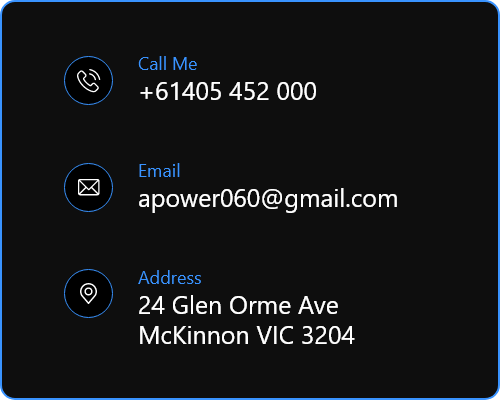 Call Me
+61405 452 000
Email
apower060@gmail.com
Address
24 Glen Orme Ave
McKinnon VIC 3204